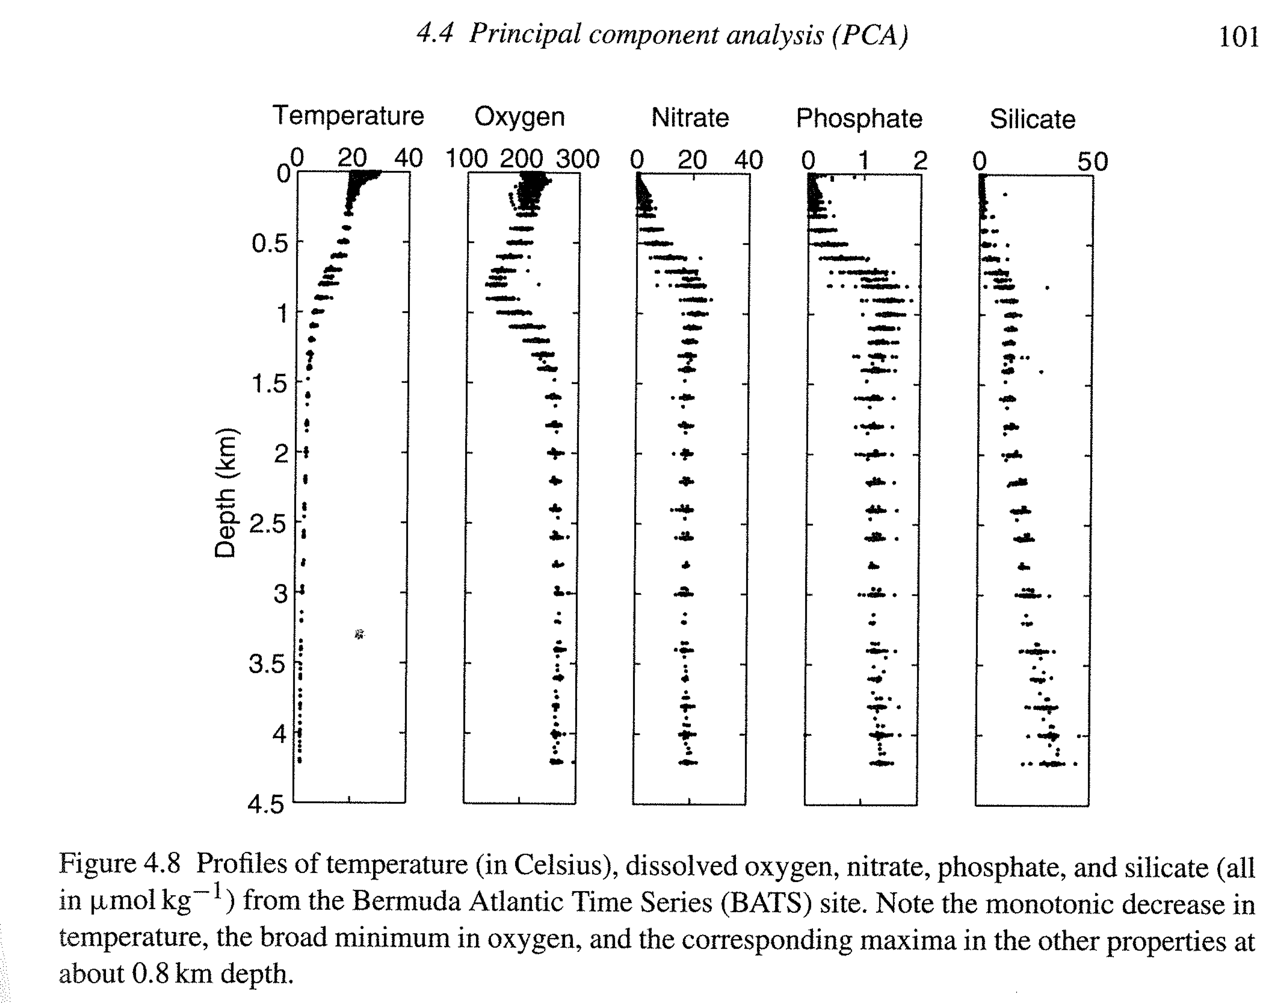 4.4 Principal component analysis (PCA) 101
Temperature Oxygen Nitrate Phosphate Silicate
0 20 40 100 200 300 0 20 40 0 1 2 0 50
0
0.5
1
1.5
2
2.5
3
3.5
4
4.5
Depth (km)
Figure 4.8 Profiles of temperature (in Celsius), dissolved oxygen, nitrate, phosphate, and silicate (all
in μmol kg−1) from the Bermuda Atlantic Time Series (BATS) site. Note the monotonic decrease in
temperature, the broad minimum in oxygen, and the corresponding maxima in the other properties at
about 0.8 km depth.